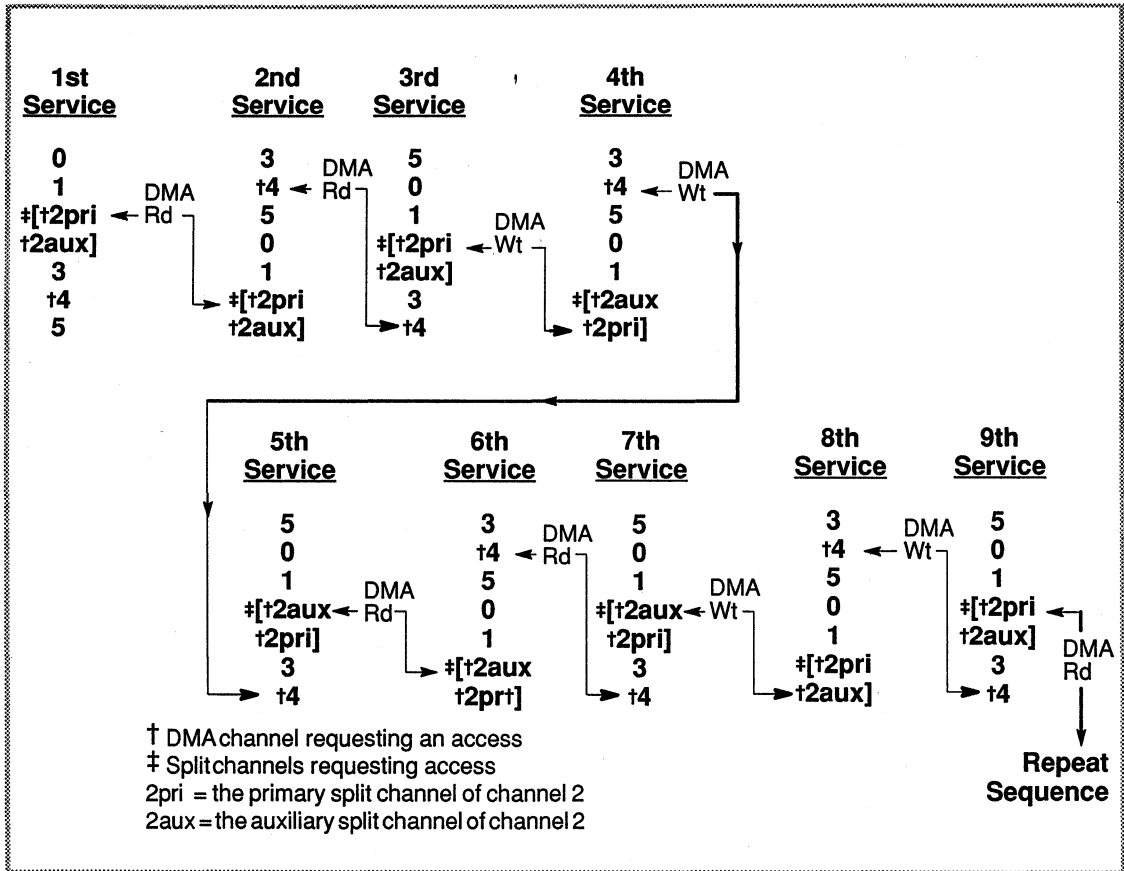 1st Service
0
1
‡[†2pri
†2aux]
3
†4
5
DMA Rd
2nd Service
3
†4
5
0
1
‡[†2pri
†2aux]
DMA Rd
3rd Service
5
0
1
‡[†2pri
†2aux]
3
†4
DMA Wt
4th Service
3
†4
5
0
1
‡[†2aux
†2pri]
DMA Wt
5th Service
5
0
1
‡[†2aux
†2pri]
3
†4
DMA Rd
6th Service
3
†4
5
0
1
‡[†2aux
†2pr†]
DMA Rd
7th Service
5
0
1
‡[†2aux
†2pri]
3
†4
DMA Wt
8th Service
3
†4
5
0
1
‡[†2pri
†2aux]
DMA Wt
9th Service
5
0
1
‡[†2pri
†2aux]
3
†4
DMA Rd
Repeat Sequence
† DMA channel requesting an access
‡ Split channels requesting access
2pri = the primary split channel of channel 2
2aux = the auxiliary split channel of channel 2